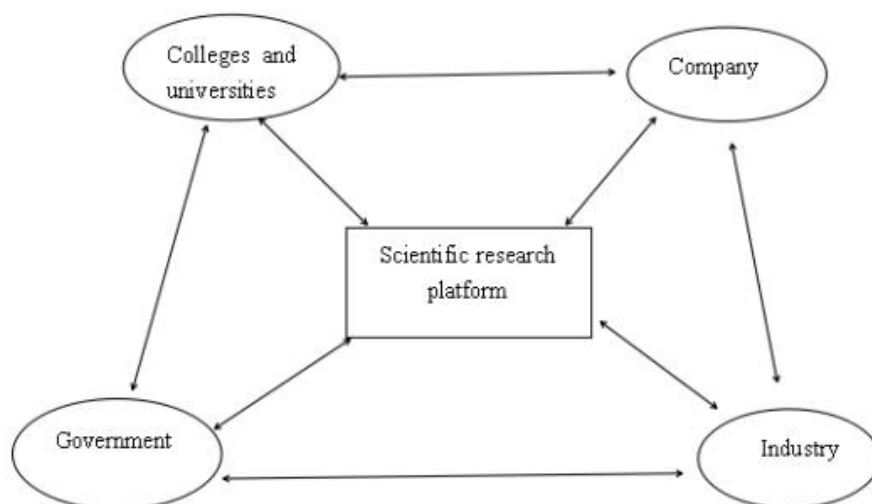 Colleges and
universities
Company
Scientific research
platform
Government
Industry